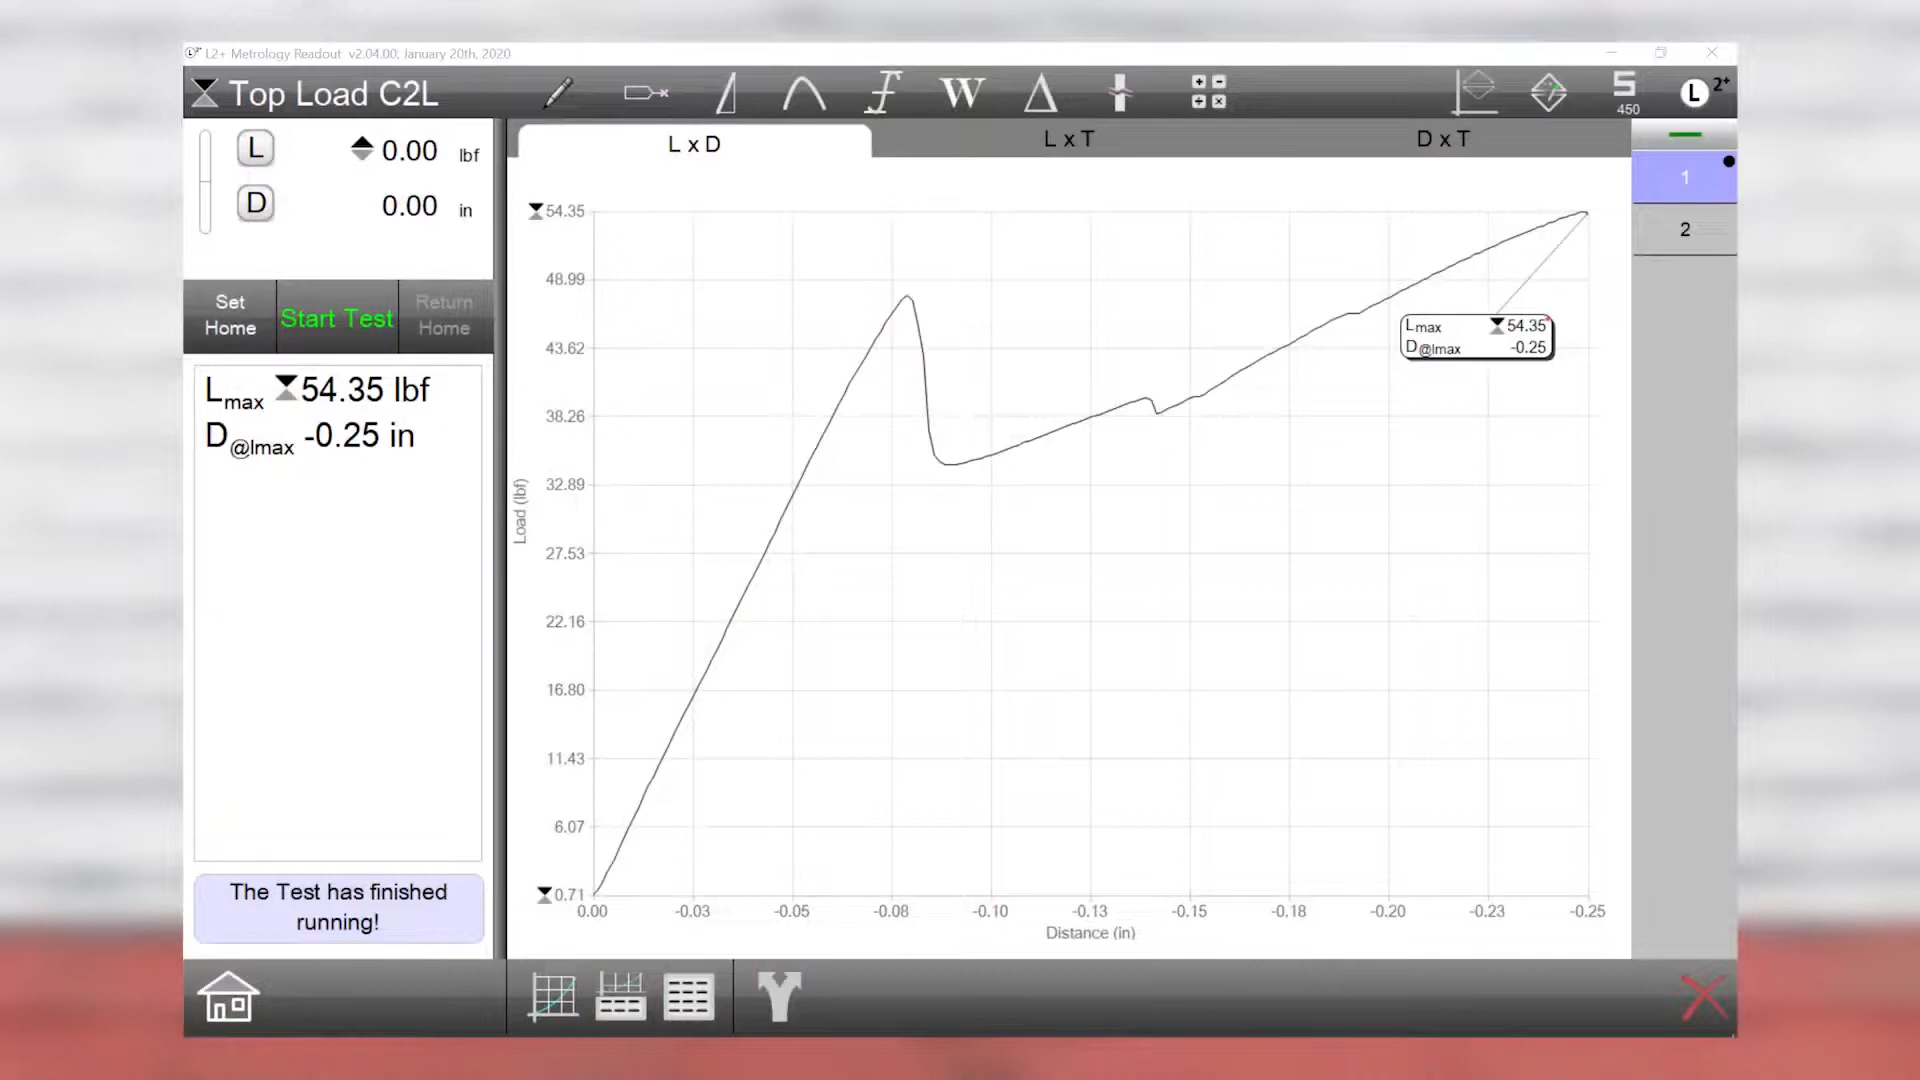 L2+ Metrology Readout v2.04.00, January 20th, 2020
Top Load C2L
W
S
450
L 2+
L 0.00 lbf
D 0.00 in
L x D
L x T
D x T
1
2
Set Home
Start Test
Return Home
Lmax 54.35 lbf
D@lmax -0.25 in
The Test has finished
running!
54.35
48.99
43.62
38.26
32.89
27.53
22.16
16.80
11.43
6.07
0.71
Load (lbf)
Lmax 54.35
D@lmax -0.25
0.00 -0.03 -0.05 -0.08 -0.10 -0.13 -0.15 -0.18 -0.20 -0.23 -0.25
Distance (in)